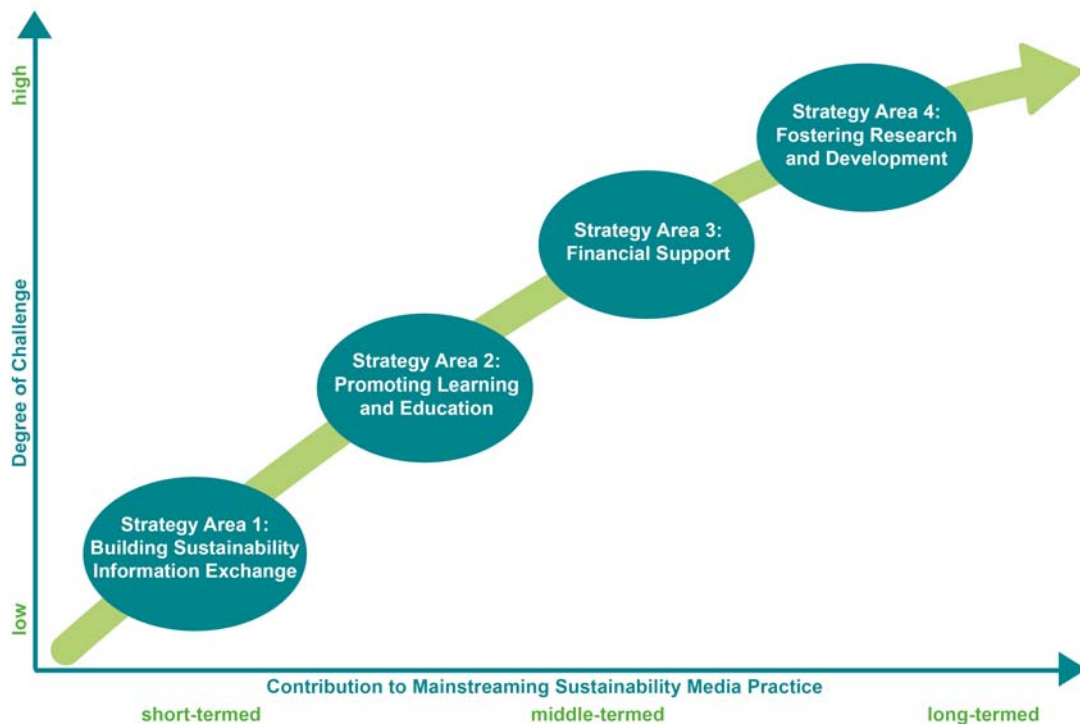 high
Strategy Area 4:
Fostering Research
and Development
Strategy Area 3:
Financial Support
Degree of Challenge
Strategy Area 2:
Promoting Learning
and Education
Strategy Area 1:
Building Sustainability
Information Exchange
low
Contribution to Mainstreaming Sustainability Media Practice
short-termed
middle-termed
long-termed